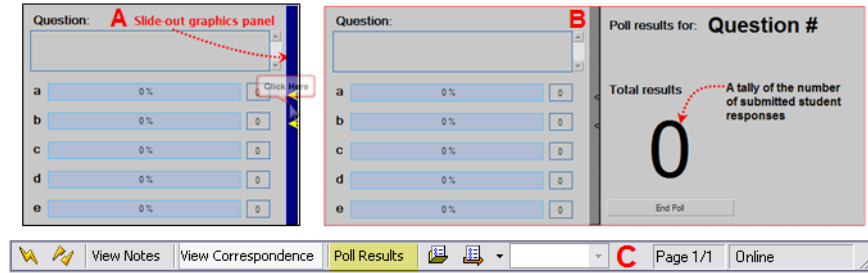 Question: A Slide-out graphics panel
Click Here
a 0 % 0
b 0 % 0
c 0 % 0
d 0 % 0
e 0 % 0
Question: B
a 0 % 0
b 0 % 0
c 0 % 0
d 0 % 0
e 0 % 0
Poll results for: Question #
Total results
A tally of the number
of submitted student
responses
0
End Poll
View Notes View Correspondence Poll Results C Page 1/1 Online